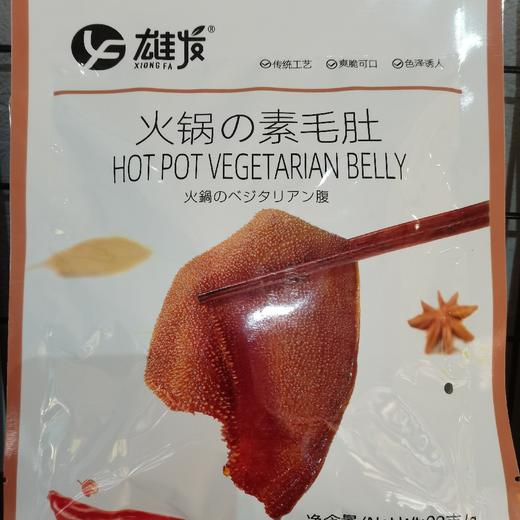 雄发®
XIONG FA
传统工艺 爽脆可口 色泽诱人
火锅の素毛肚
HOT POT VEGETARIAN BELLY
火鍋のベジタリアン腹